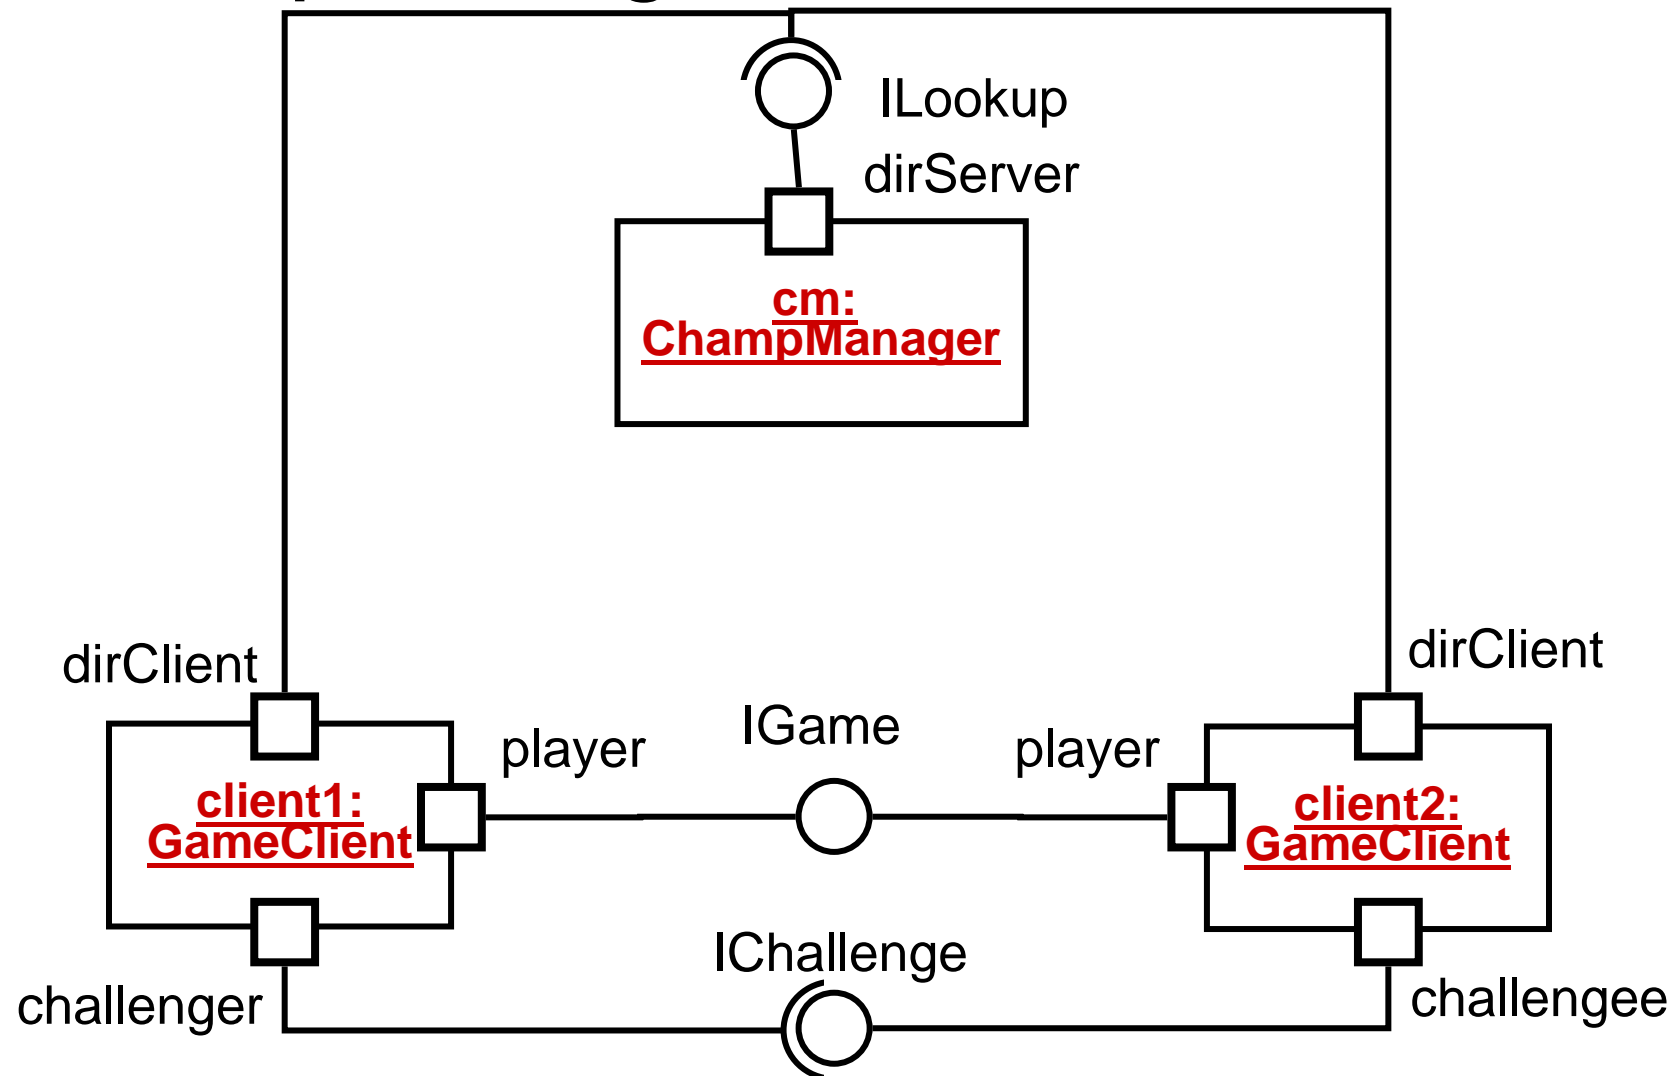 ILookup
dirServer
cm:
ChampManager
dirClient
dirClient
IGame
player
player
client1:
GameClient
client2:
GameClient
IChallenge
challenger
challengee